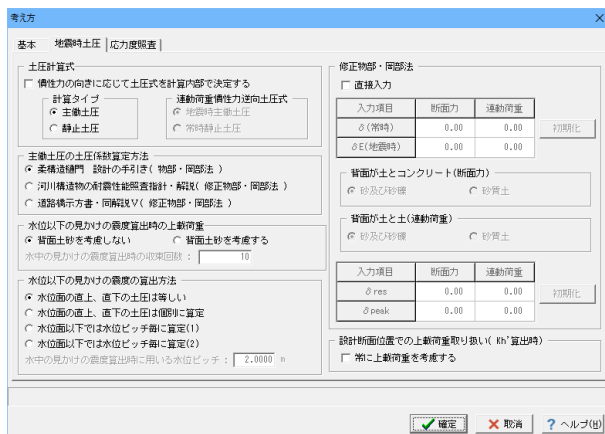 考え方
基本 地震時土圧 応力度照査
土圧計算式
慣性力の向きに応じて土圧式を計算内部で決定する
計算タイプ
主働土圧
静止土圧
連動荷重慣性力逆向土圧式
地震時主働土圧
常時静止土圧
主働土圧の土圧係数算定方法
柔構造樋門 設計の手引き( 物部・岡部法 )
河川構造物の耐震性能照査指針・解説( 修正物部・岡部法 )
道路橋示方書・同解説Ⅴ( 修正物部・岡部法 )
水位以下の見かけの震度算出時の上載荷重
背面土砂を考慮しない 背面土砂を考慮する
水中の見かけの震度算出時の収束回数: 10
水位以下の見かけの震度の算出方法
水位面の直上、直下の土圧は等しい
水位面の直上、直下の土圧は個別に算定
水位面以下では水位ピッチ毎に算定(1)
水位面以下では水位ピッチ毎に算定(2)
水中の見かけの震度算出時に用いる水位ピッチ: 2.0000 m
修正物部・岡部法
直接入力
入力項目 断面力 連動荷重
δ(常時) 0.00 0.00 初期化
δE(地震時) 0.00 0.00
背面が土とコンクリート(断面力)
砂及び砂礫 砂質土
背面が土と土(連動荷重)
砂及び砂礫 砂質土
入力項目 断面力 連動荷重
δres 0.00 0.00 初期化
δpeak 0.00 0.00
設計断面位置での上載荷重取り扱い( Kh'算出時)
常に上載荷重を考慮する
確定 取消 ? ヘルプ(H)